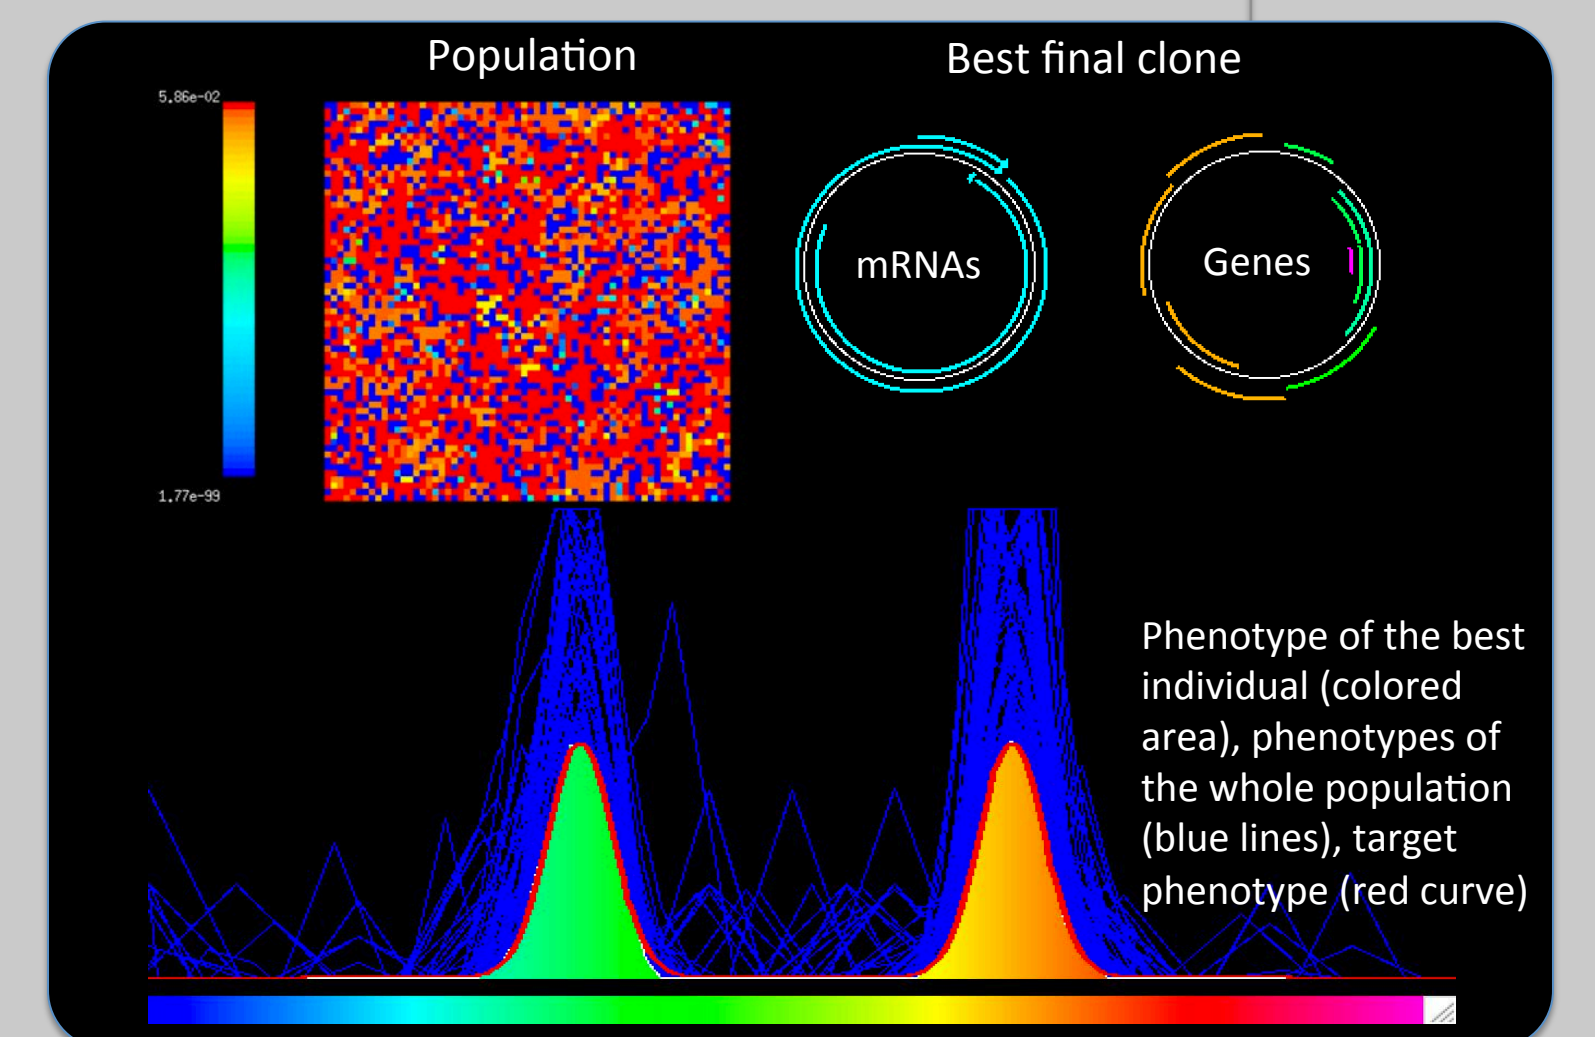 Population
Best final clone
5.86e-02
mRNAs
Genes
1.77e-99
Phenotype of the best
individual (colored
area), phenotypes of
the whole population
(blue lines), target
phenotype (red curve)